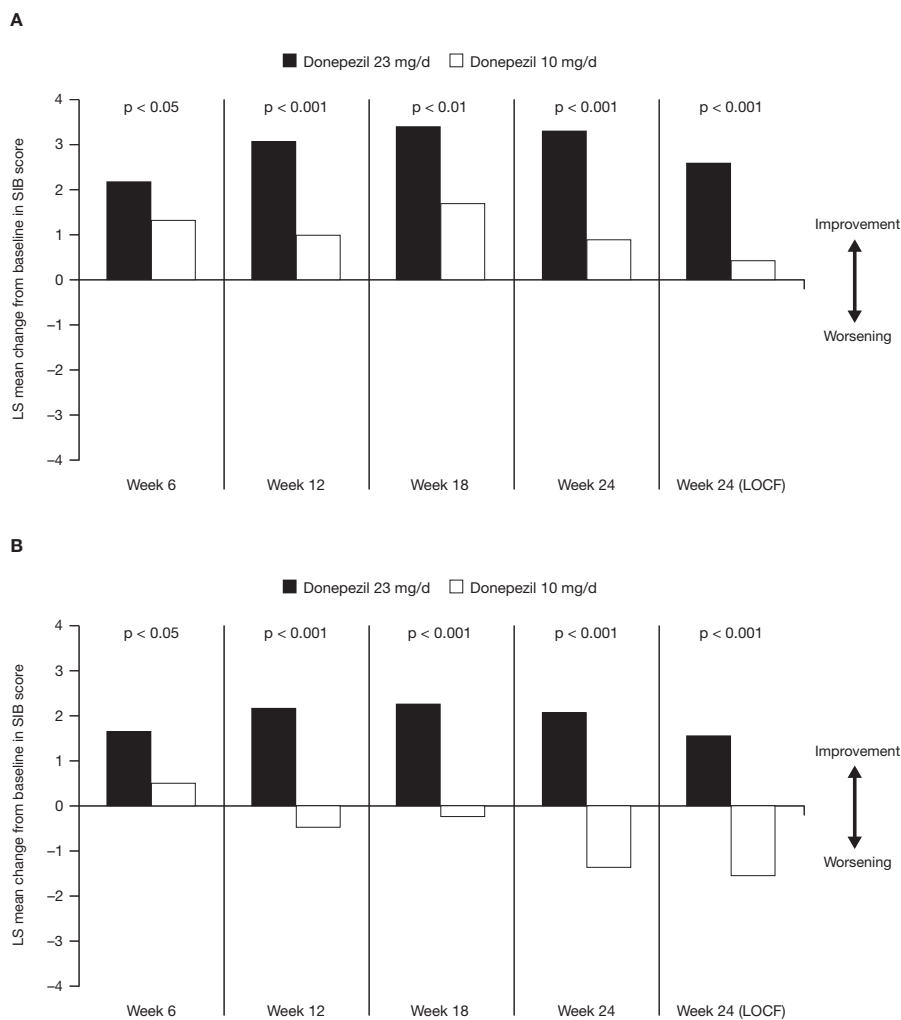 A
Donepezil 23 mg/d Donepezil 10 mg/d
p < 0.05 p < 0.001 p < 0.01 p < 0.001 p < 0.001
LS mean change from baseline in SIB score
4
3
2
1
0
–1
–2
–3
–4
Improvement
Worsening
Week 6 Week 12 Week 18 Week 24 Week 24 (LOCF)
B
Donepezil 23 mg/d Donepezil 10 mg/d
p < 0.05 p < 0.001 p < 0.001 p < 0.001 p < 0.001
LS mean change from baseline in SIB score
4
3
2
1
0
–1
–2
–3
–4
Improvement
Worsening
Week 6 Week 12 Week 18 Week 24 Week 24 (LOCF)